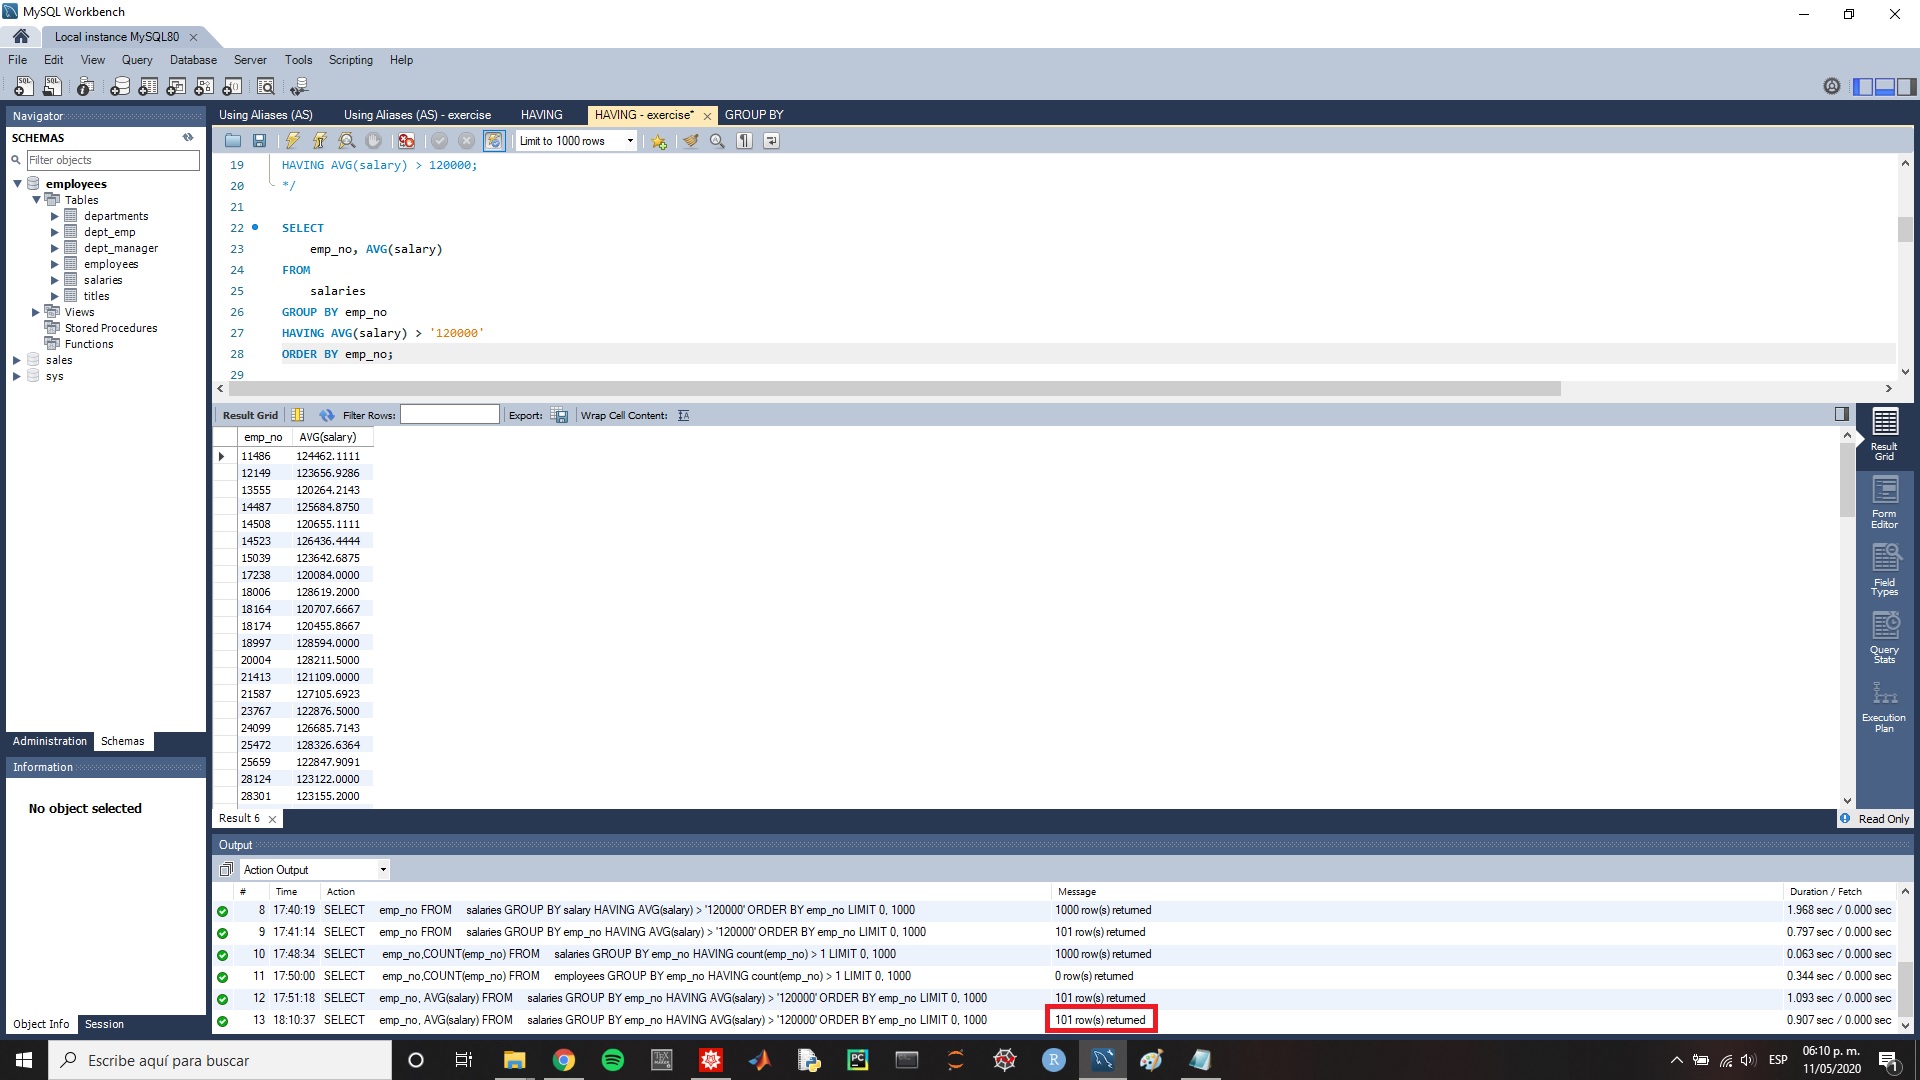 MySQL Workbench
Local instance MySQL80
File Edit View Query Database Server Tools Scripting Help
Navigator
SCHEMAS
Filter objects
employees
Tables
departments
dept_emp
dept_manager
employees
salaries
titles
Views
Stored Procedures
Functions
sales
sys
Administration Schemas
Information
No object selected
Object Info Session
Using Aliases (AS) Using Aliases (AS) - exercise HAVING HAVING - exercise* GROUP BY
Limit to 1000 rows
19 HAVING AVG(salary) > 120000;
20 */
21
22 SELECT
23 emp_no, AVG(salary)
24 FROM
25 salaries
26 GROUP BY emp_no
27 HAVING AVG(salary) > '120000'
28 ORDER BY emp_no;
29
Result Grid Filter Rows: Export: Wrap Cell Content:
emp_no AVG(salary)
11486 124462.1111
12149 123656.9286
13555 120264.2143
14487 125684.8750
14508 120655.1111
14523 126436.4444
15039 123642.6875
17238 120084.0000
18006 128619.2000
18164 120707.6667
18174 120455.8667
18997 128594.0000
20004 128211.5000
21413 121109.0000
21587 127105.6923
23767 122876.5000
24099 126685.7143
25472 128326.6364
25659 122847.9091
28124 123122.0000
28301 123155.2000
Result Grid
Form Editor
Field Types
Query Stats
Execution Plan
Result 6
Read Only
Output
Action Output
# Time Action Message Duration / Fetch
8 17:40:19 SELECT emp_no FROM salaries GROUP BY salary HAVING AVG(salary) > '120000' ORDER BY emp_no LIMIT 0, 1000 1000 row(s) returned 1.968 sec / 0.000 sec
9 17:41:14 SELECT emp_no FROM salaries GROUP BY emp_no HAVING AVG(salary) > '120000' ORDER BY emp_no LIMIT 0, 1000 101 row(s) returned 0.797 sec / 0.000 sec
10 17:48:34 SELECT emp_no,COUNT(emp_no) FROM salaries GROUP BY emp_no HAVING count(emp_no) > 1 LIMIT 0, 1000 1000 row(s) returned 0.063 sec / 0.000 sec
11 17:50:00 SELECT emp_no,COUNT(emp_no) FROM employees GROUP BY emp_no HAVING count(emp_no) > 1 LIMIT 0, 1000 0 row(s) returned 0.344 sec / 0.000 sec
12 17:51:18 SELECT emp_no, AVG(salary) FROM salaries GROUP BY emp_no HAVING AVG(salary) > '120000' ORDER BY emp_no LIMIT 0, 1000 101 row(s) returned 1.093 sec / 0.000 sec
13 18:10:37 SELECT emp_no, AVG(salary) FROM salaries GROUP BY emp_no HAVING AVG(salary) > '120000' ORDER BY emp_no LIMIT 0, 1000 101 row(s) returned 0.907 sec / 0.000 sec
Escribe aquí para buscar
ESP
06:10 p. m.
11/05/2020
1